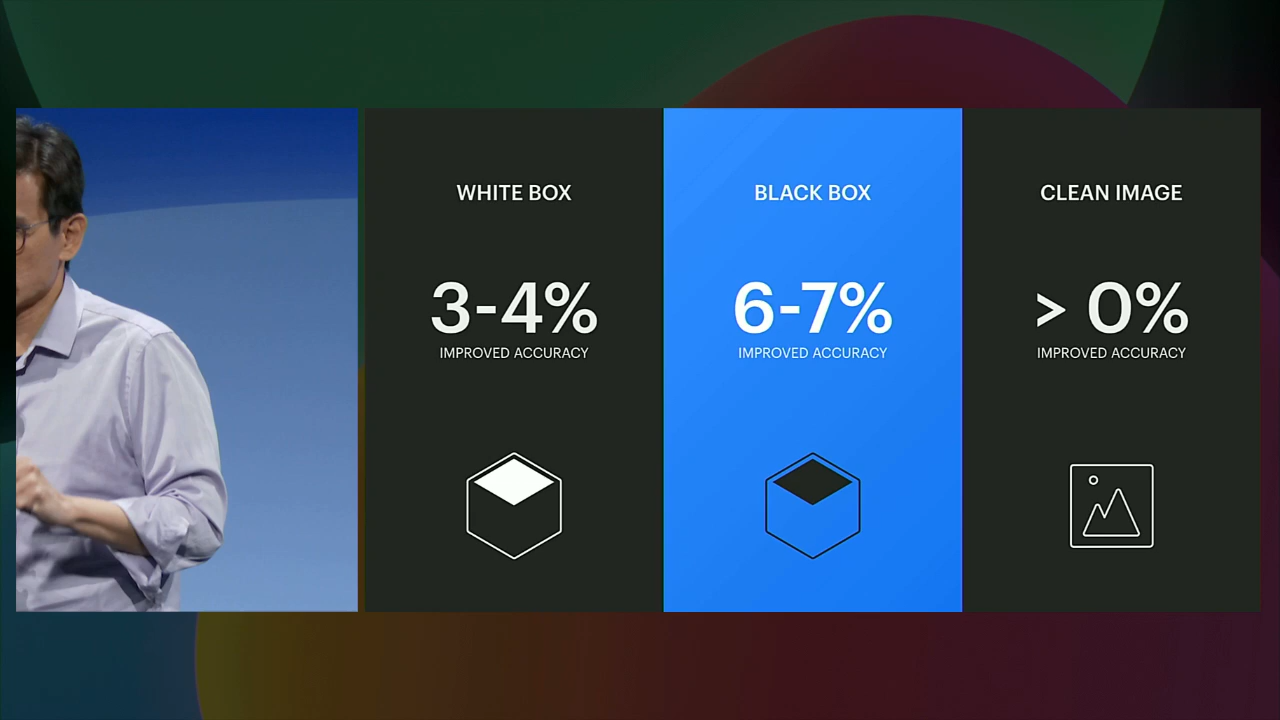 WHITE BOX
3-4%
IMPROVED ACCURACY
BLACK BOX
6-7%
IMPROVED ACCURACY
CLEAN IMAGE
> 0%
IMPROVED ACCURACY